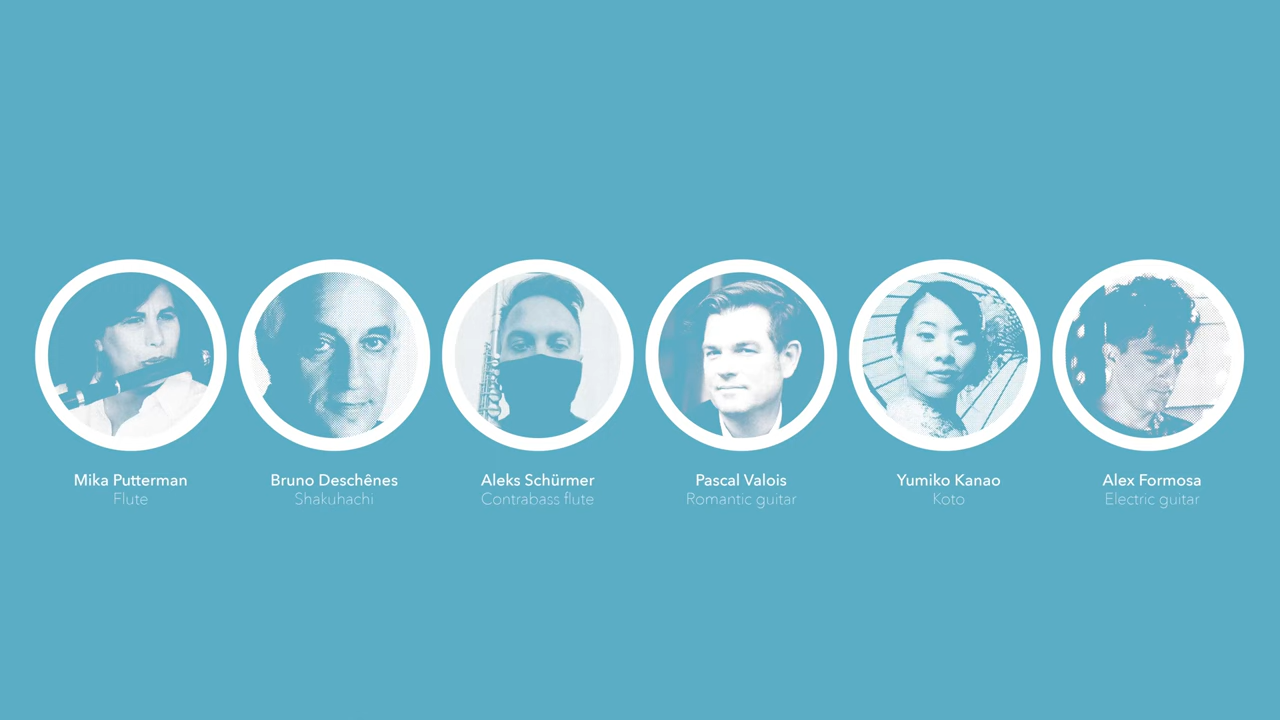 Mika Putterman
Flute
Bruno Deschênes
Shakuhachi
Aleks Schürmer
Contrabass flute
Pascal Valois
Romantic guitar
Yumiko Kanao
Koto
Alex Formosa
Electric guitar